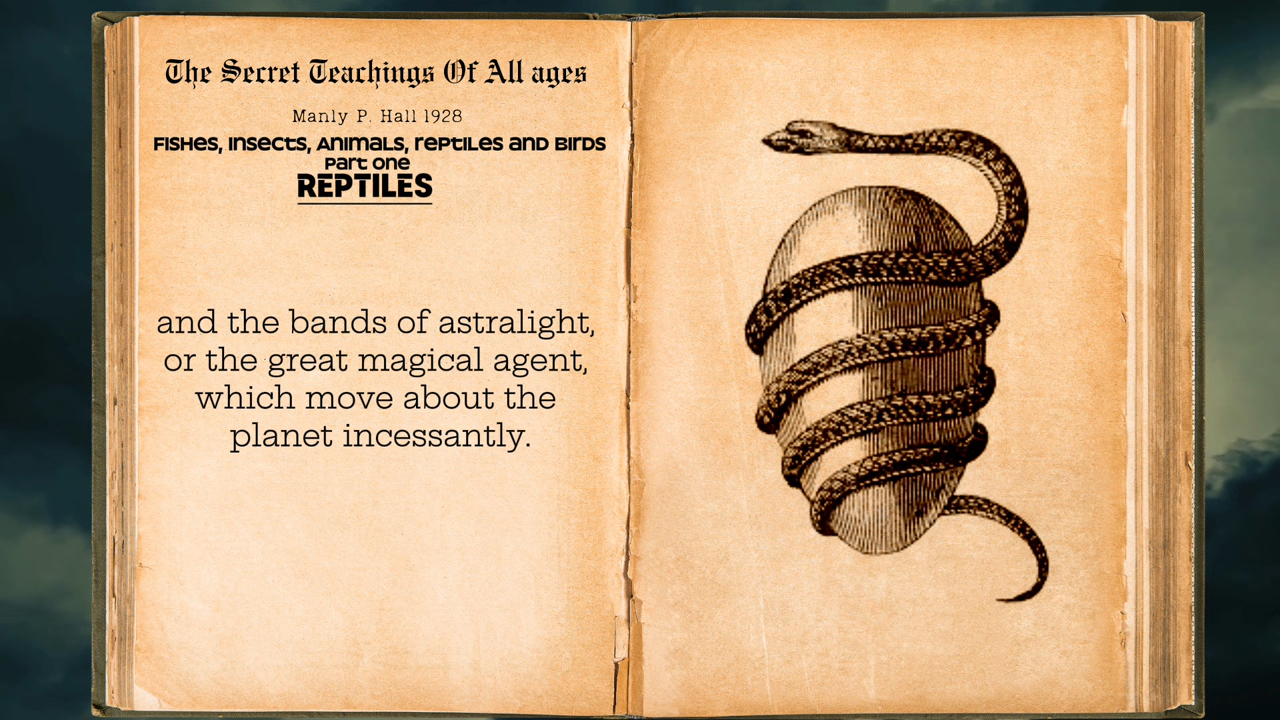 The Secret Teachings Of All ages
Manly P. Hall 1928
Fishes, Insects, Animals, reptiles and Birds
Part one
REPTILES
and the bands of astralight,
or the great magical agent,
which move about the
planet incessantly.